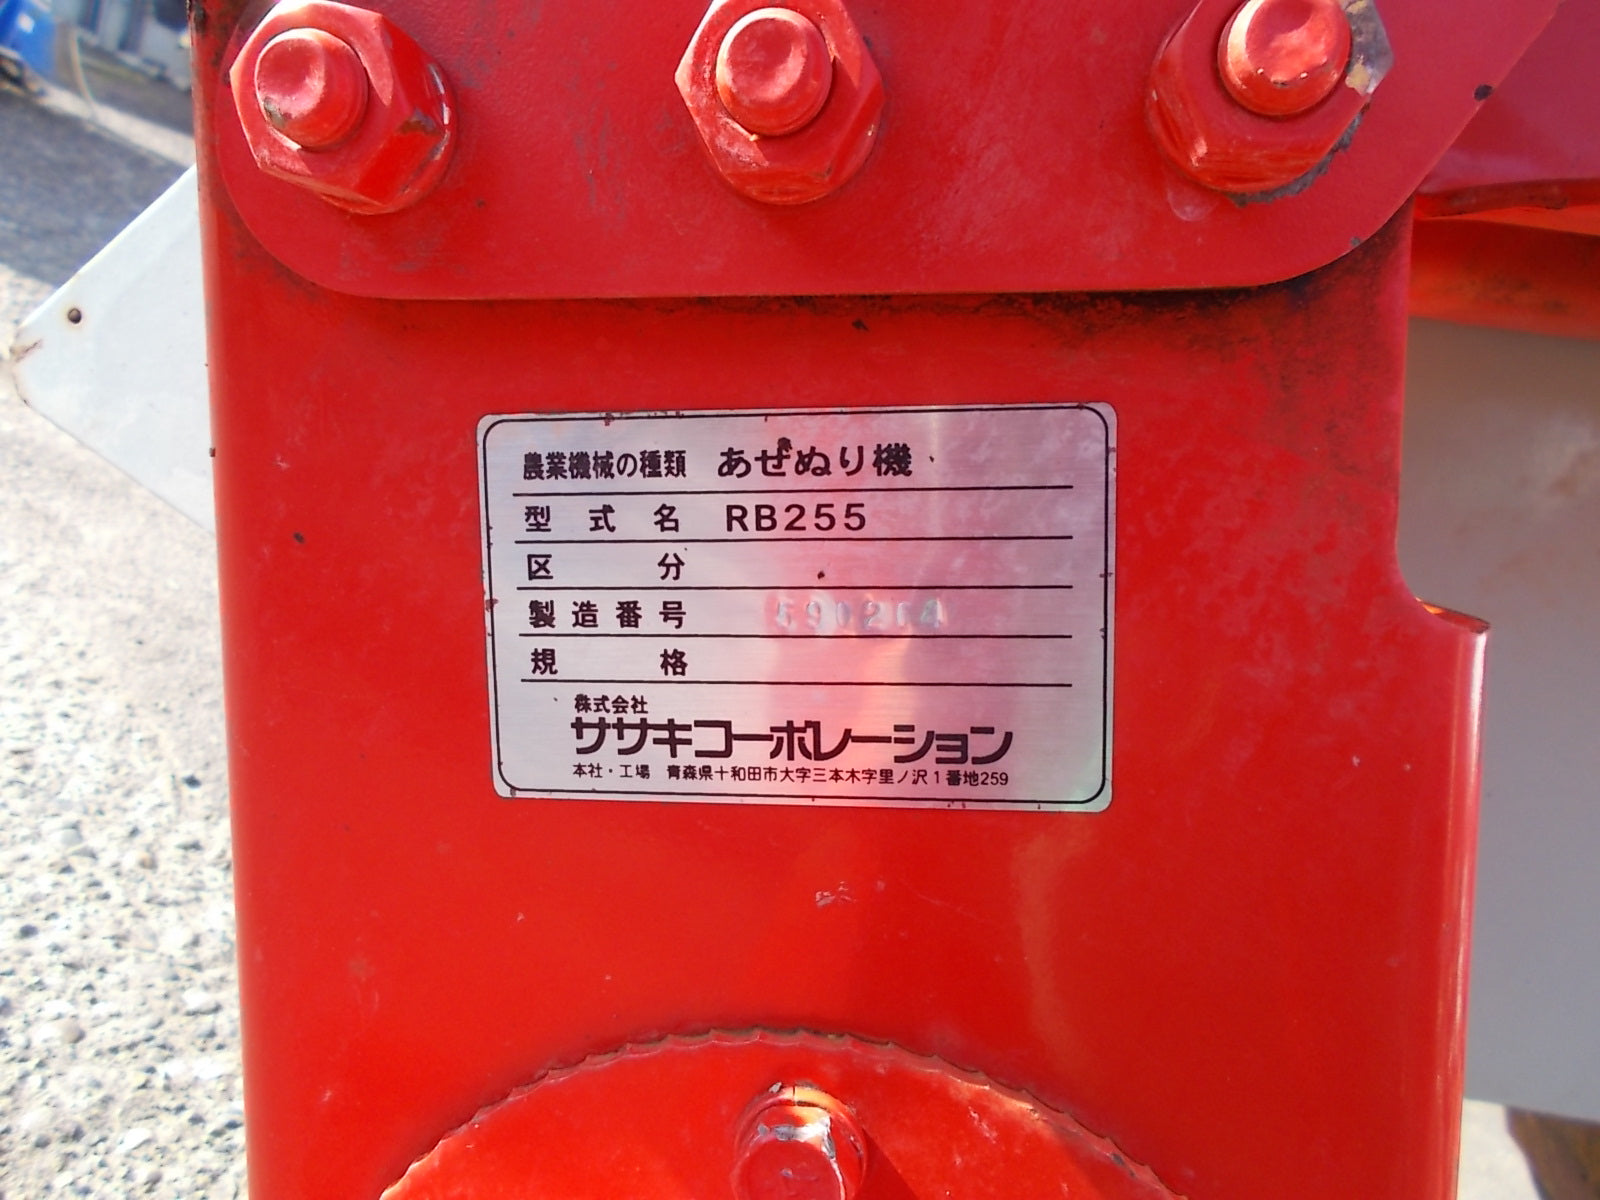 農業機械の種類 あぜぬり機
型式名 RB255
区分
製造番号
規格
株式会社
ササキコーポレーション
本社・工場 青森県十和田市大字三本木字里ノ沢1番地259